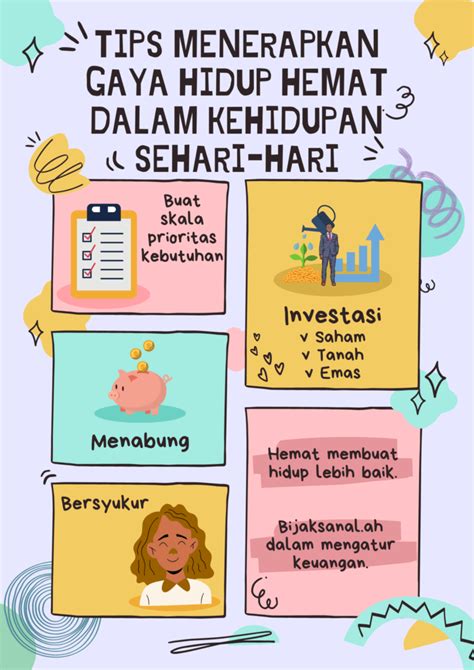 TIPS MENERAPKAN
GAYA HIDUP HEMAT
DALAM KEHIDUPAN
SEHARI-HARI
Buat
skala
prioritas
kebutuhan
Investasi
v Saham
v Tanah
v Emas
Menabung
Bersyukur
Hemat membuat
hidup lebih baik.
Bijaksanal.ah
dalam mengatur
keuangan.